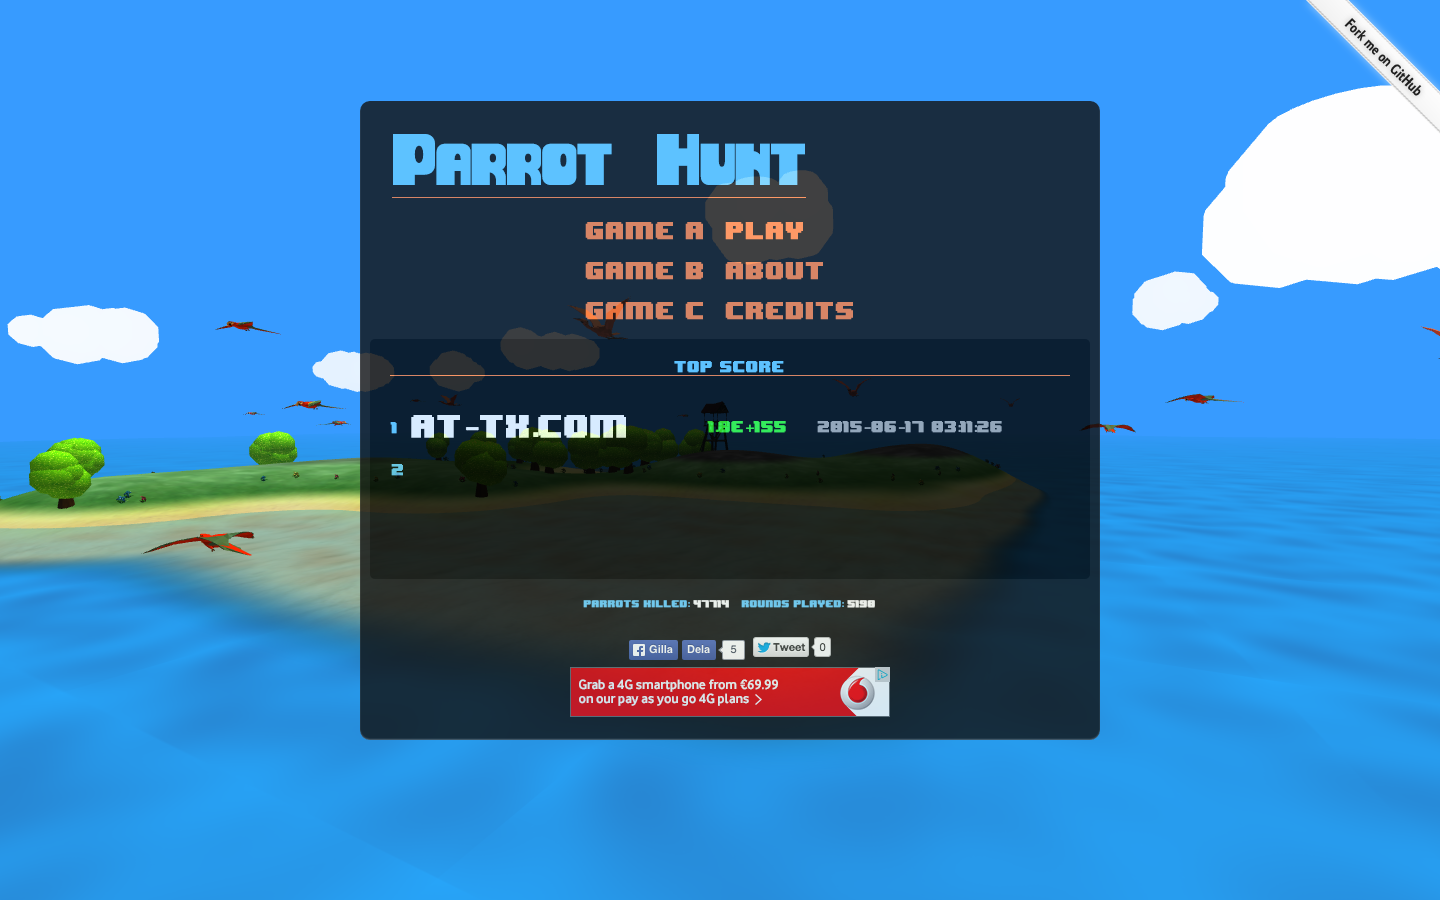 Fork me on GitHub
Parrot Hunt
GAME A PLAY
GAME B ABOUT
GAME C CREDITS
TOP SCORE
1 AT-TX.COM 1.0E+155 2015-06-17 03:11:26
2
PARROTS KILLED: 47714 ROUNDS PLAYED: 5190
Gilla Dela 5 Tweet 0
Grab a 4G smartphone from €69.99
on our pay as you go 4G plans >